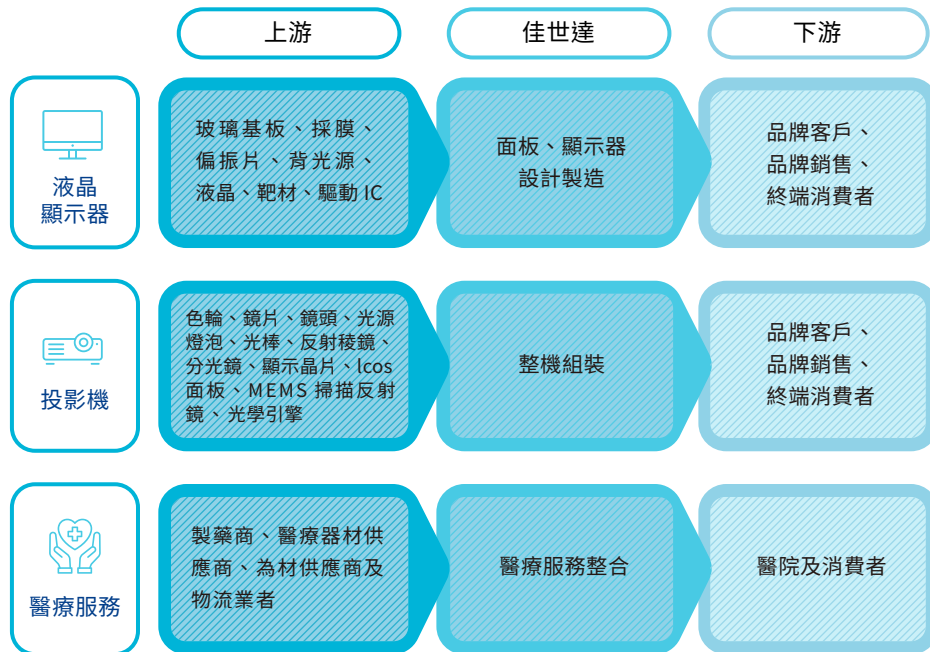 上游
佳世達
下游
液晶
顯示器
玻璃基板、採膜、
偏振片、背光源、
液晶、靶材、驅動 IC
面板、顯示器
設計製造
品牌客戶、
品牌銷售、
終端消費者
投影機
色輪、鏡片、鏡頭、光源
燈泡、光棒、反射稜鏡、
分光鏡、顯示晶片、lcos
面板、MEMS 掃描反射
鏡、光學引擎
整機組裝
品牌客戶、
品牌銷售、
終端消費者
醫療服務
製藥商、醫療器材供
應商、為材供應商及
物流業者
醫療服務整合
醫院及消費者